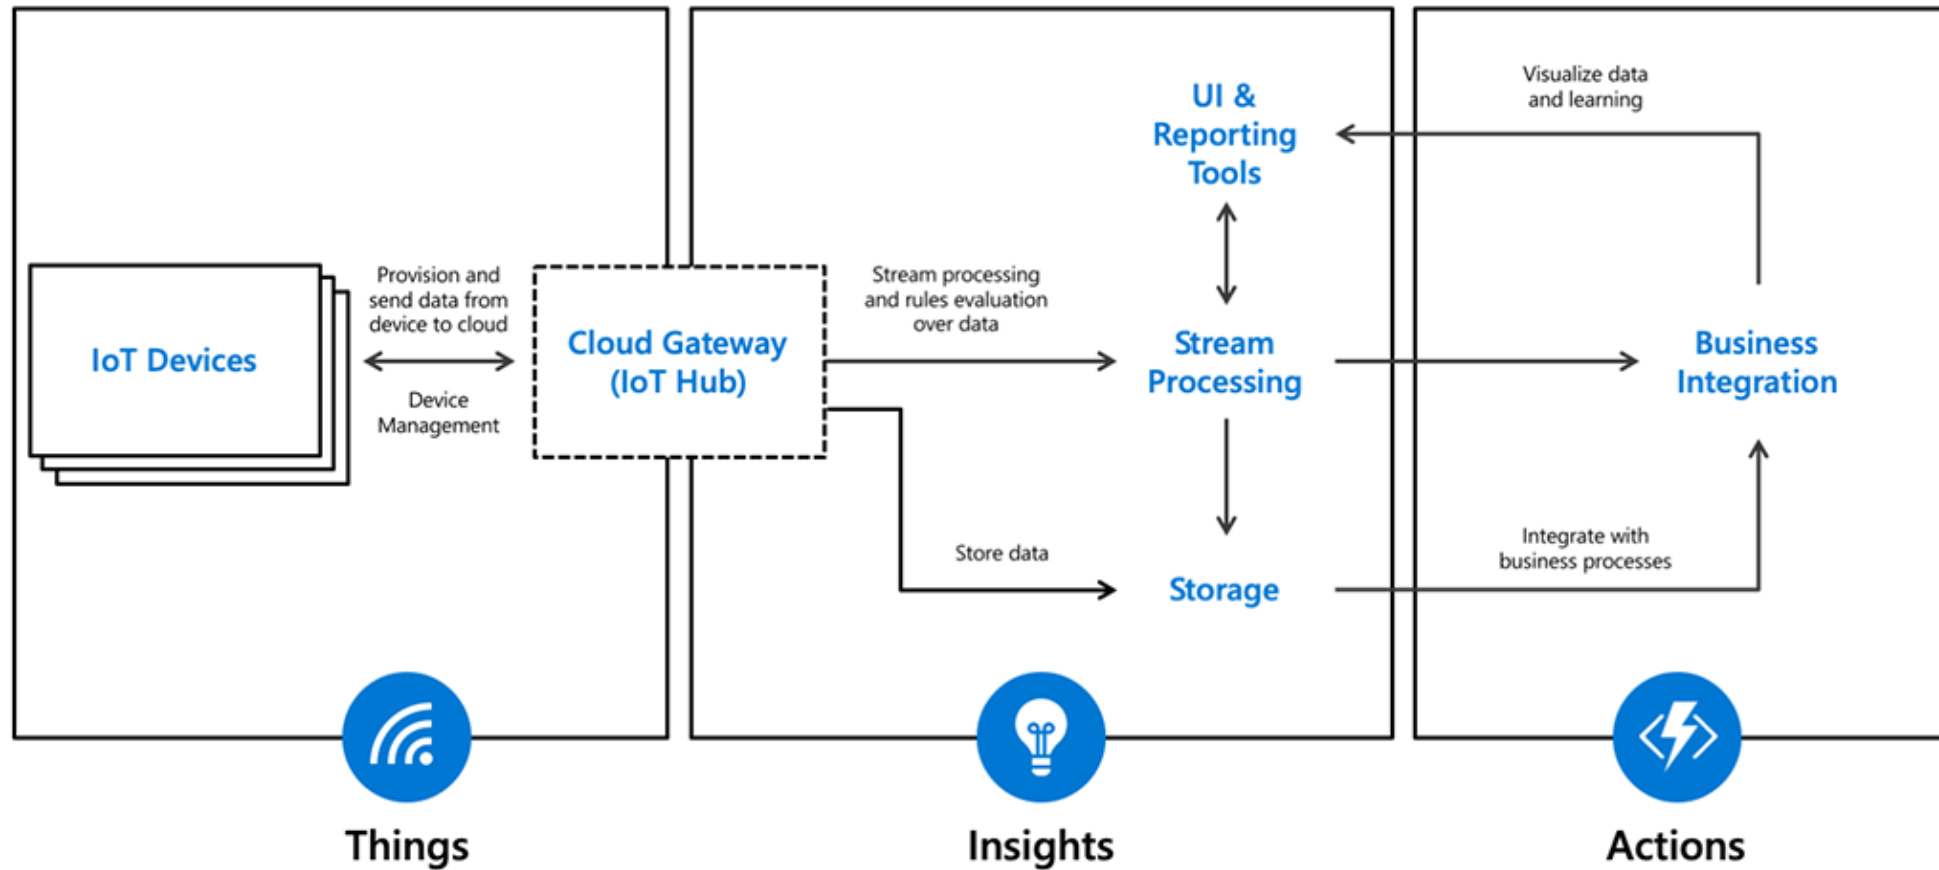 IoT Devices
Provision and
send data from
device to cloud
Device
Management
Cloud Gateway
(IoT Hub)
Stream processing
and rules evaluation
over data
Store data
UI &
Reporting
Tools
Stream
Processing
Storage
Visualize data
and learning
Business
Integration
Integrate with
business processes
Things
Insights
Actions